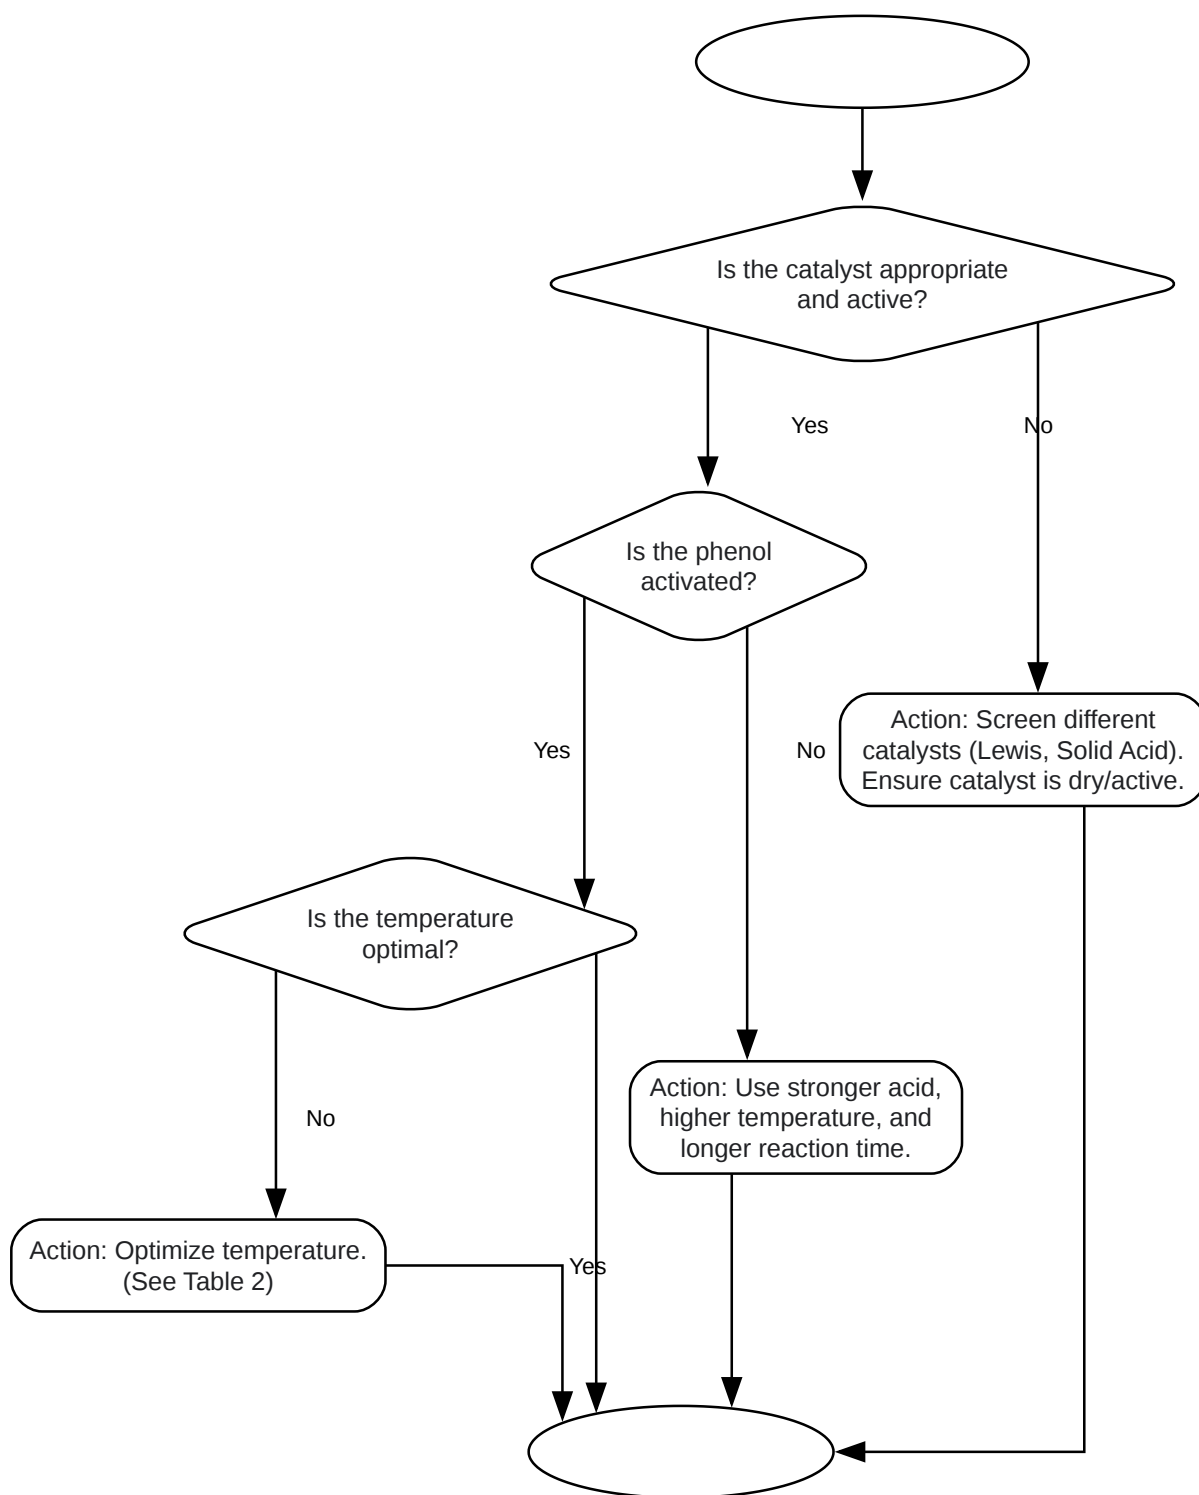 Is the catalyst appropriate
and active?
Yes
No
Is the phenol
activated?
Action: Screen different
catalysts (Lewis, Solid Acid).
Ensure catalyst is dry/active.
Yes
No
Is the temperature
optimal?
Action: Use stronger acid,
higher temperature, and
longer reaction time.
No
Action: Optimize temperature.
(See Table 2)
Yes